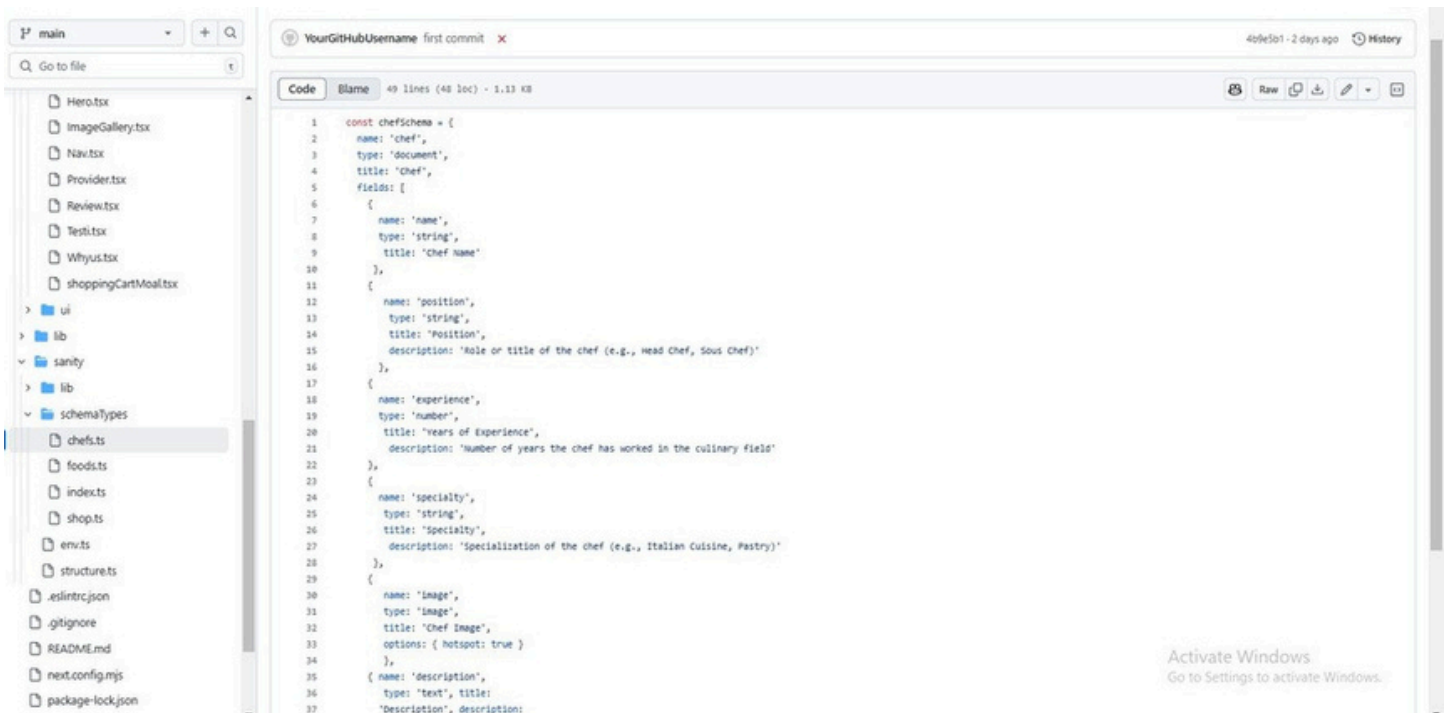 main
Go to file
t
Hero.tsx
ImageGallery.tsx
Nav.tsx
Provider.tsx
Review.tsx
Testi.tsx
Whyus.tsx
shoppingCartMoal.tsx
ui
lib
sanity
lib
schemaTypes
chefs.ts
foods.ts
index.ts
shop.ts
env.ts
structure.ts
.eslintrc.json
.gitignore
README.md
next.config.mjs
package-lock.json
YourGitHubUsername first commit
4b9e5b1 · 2 days ago History
Code Blame 49 lines (48 loc) · 1.13 KB Raw
1 const chefSchema = {
2 name: 'chef',
3 type: 'document',
4 title: 'Chef',
5 fields: [
6 {
7 name: 'name',
8 type: 'string',
9 title: 'Chef Name'
10 },
11 {
12 name: 'position',
13 type: 'string',
14 title: 'Position',
15 description: 'Role or title of the chef (e.g., Head Chef, Sous Chef)'
16 },
17 {
18 name: 'experience',
19 type: 'number',
20 title: 'Years of Experience',
21 description: 'Number of years the chef has worked in the culinary field'
22 },
23 {
24 name: 'specialty',
25 type: 'string',
26 title: 'Specialty',
27 description: 'Specialization of the chef (e.g., Italian Cuisine, Pastry)'
28 },
29 {
30 name: 'image',
31 type: 'image',
32 title: 'Chef Image',
33 options: { hotspot: true }
34 },
35 { name: 'description',
36 type: 'text', title:
37 'Description', description:
Activate Windows
Go to Settings to activate Windows.